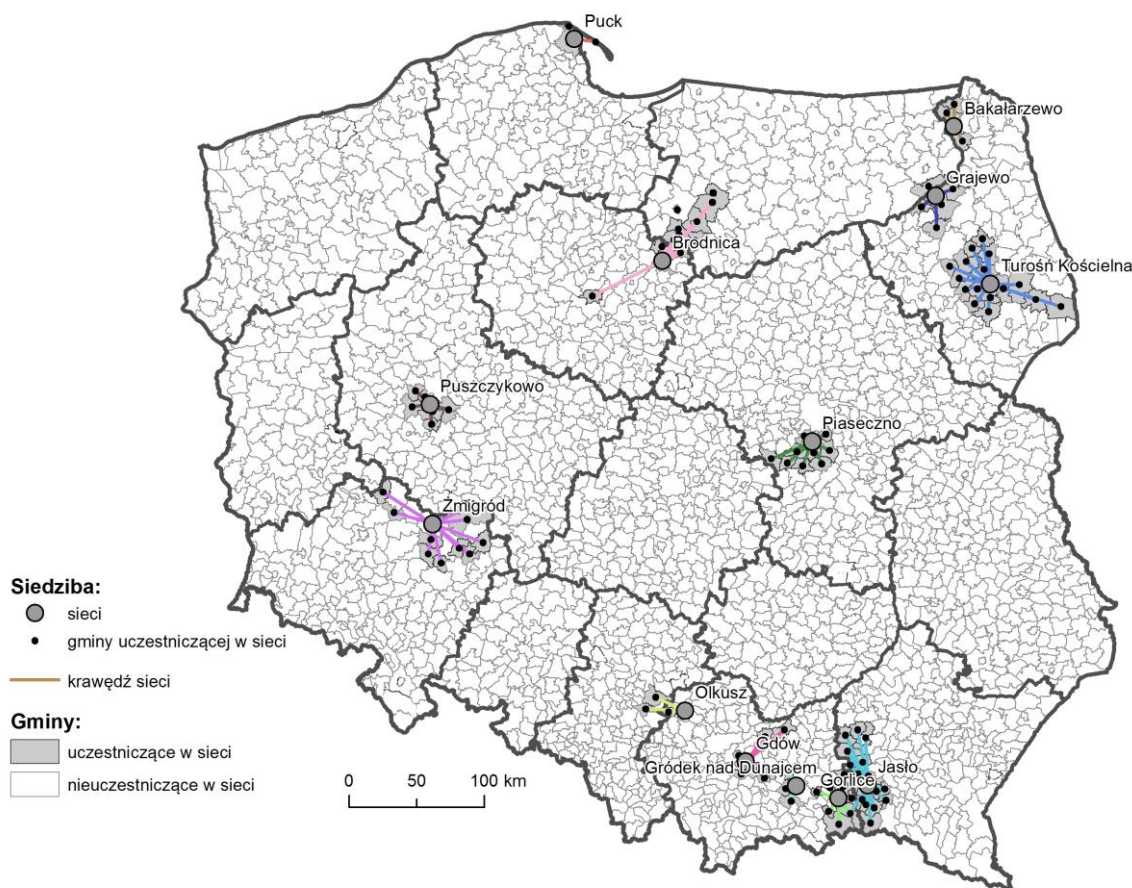 Puck
Bakałarzewo
Grajewo
Brodnica
Turośń Kościelna
Puszczykowo
Piaseczno
Żmigród
Siedziba:
sieci
gminy uczestniczącej w sieci
krawędź sieci
Gminy:
uczestniczące w sieci
nieuczestniczące w sieci
0 50 100 km
Olkusz
Gdów
Gródek nad Dunajcem
Gorlice
Jasło